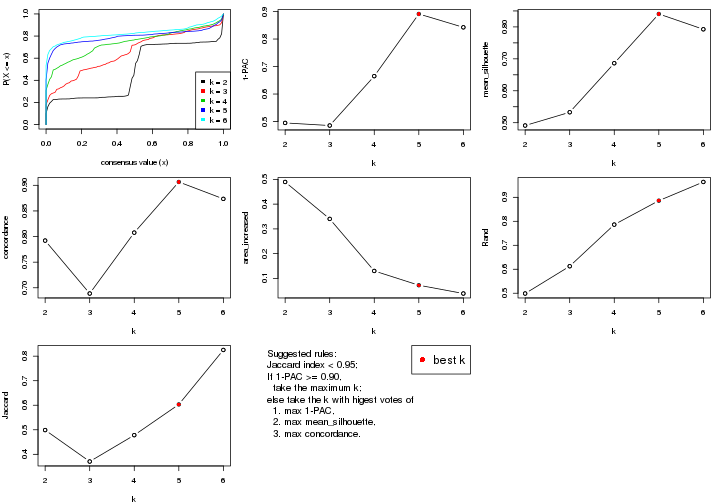 P(X <= x)
0.0 0.2 0.4 0.6 0.8 1.0
0.0 0.2 0.4 0.6 0.8 1.0
consensus value (x)
k = 2
k = 3
k = 4
k = 5
k = 6
1-PAC
0.5 0.6 0.7 0.8 0.9
2 3 4 5 6
k
mean_silhouette
0.50 0.60 0.70 0.80
2 3 4 5 6
k
concordance
0.70 0.75 0.80 0.85 0.90
2 3 4 5 6
k
area_increased
0.1 0.2 0.3 0.4 0.5
2 3 4 5 6
k
Rand
0.5 0.6 0.7 0.8 0.9
2 3 4 5 6
k
Jaccard
0.4 0.5 0.6 0.7 0.8
2 3 4 5 6
k
Suggested rules:
Jaccard index < 0.95;
If 1-PAC >= 0.90,
take the maximum k;
else take the k with higest votes of
1. max 1-PAC,
2. max mean_silhouette,
3. max concordance.
best k